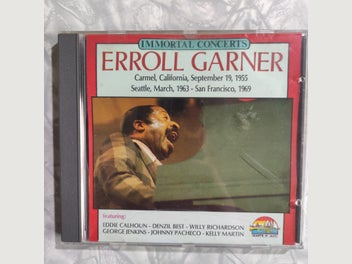 IMMORTAL CONCERTS
ERROLL GARNER
Carmel, California, September 19, 1955
Seattle, March, 1963 - San Francisco, 1969
featuring:
EDDIE CALHOUN - DENZIL BEST - WILLY RICHARDSON
GEORGE JENKINS - JOHNNY PACHECO - KELLY MARTIN